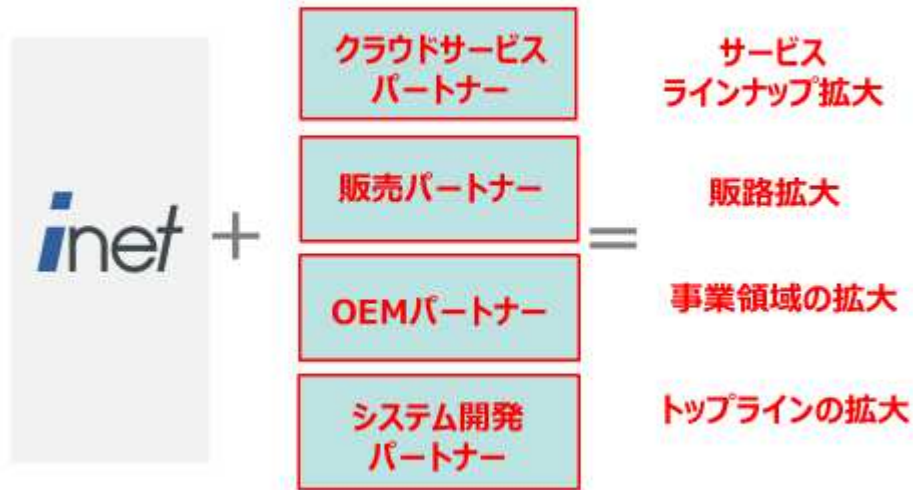 inet
+
クラウドサービス
パートナー
販売パートナー
OEMパートナー
システム開発
パートナー
=
サービス
ラインナップ拡大
販路拡大
事業領域の拡大
トップラインの拡大